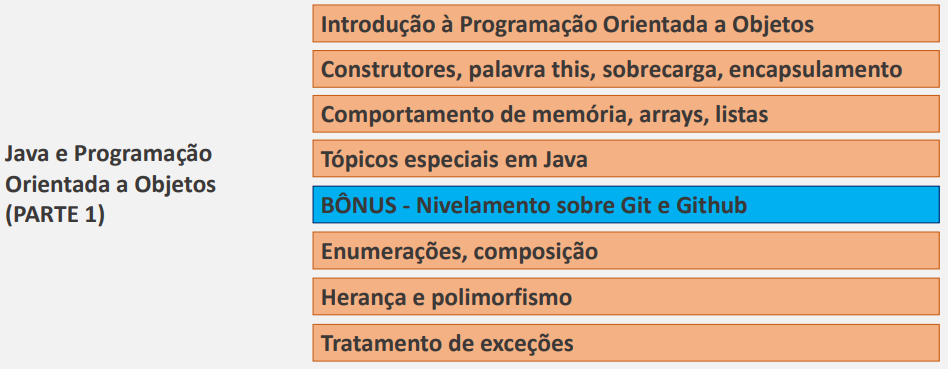 Java e Programação
Orientada a Objetos
(PARTE 1)
Introdução à Programação Orientada a Objetos
Construtores, palavra this, sobrecarga, encapsulamento
Comportamento de memória, arrays, listas
Tópicos especiais em Java
BÔNUS - Nivelamento sobre Git e Github
Enumerações, composição
Herança e polimorfismo
Tratamento de exceções